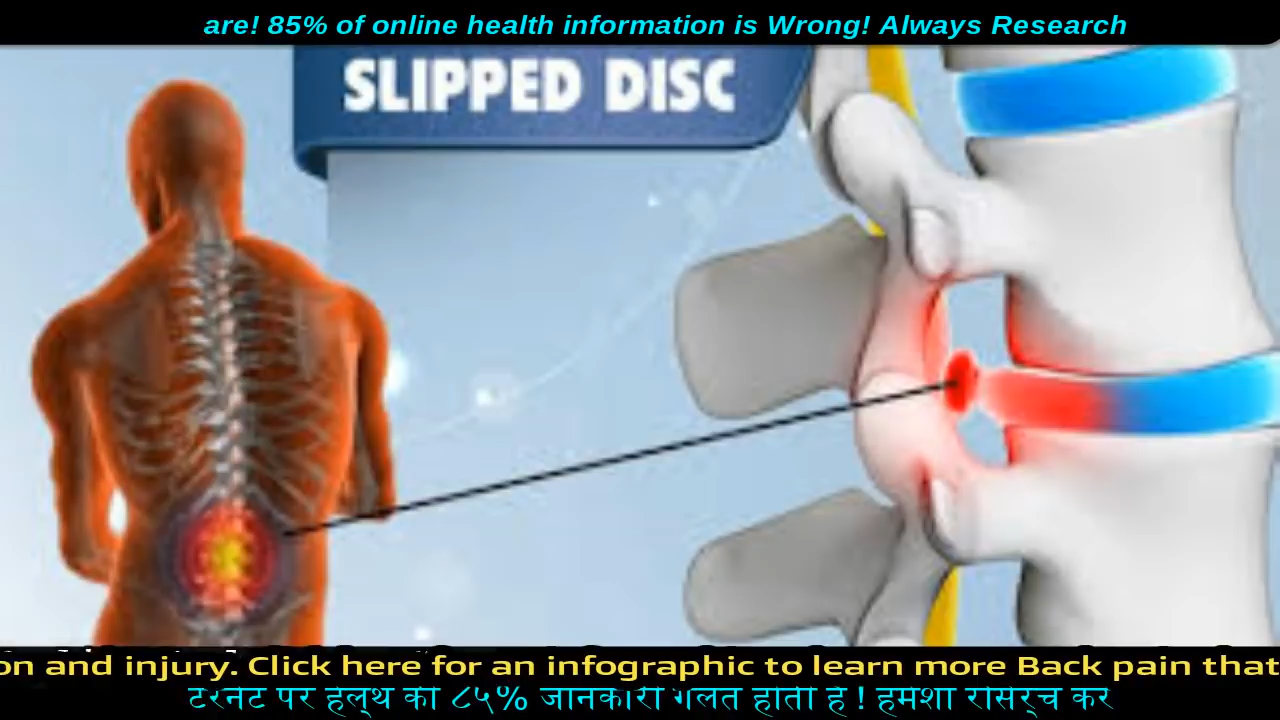 are! 85% of online health information is Wrong! Always Research
SLIPPED DISC
on and injury. Click here for an infographic to learn more Back pain that
पर हेल्थ की ८५% जानकारी गलत होती है ! हमेशा रीसर्च करे